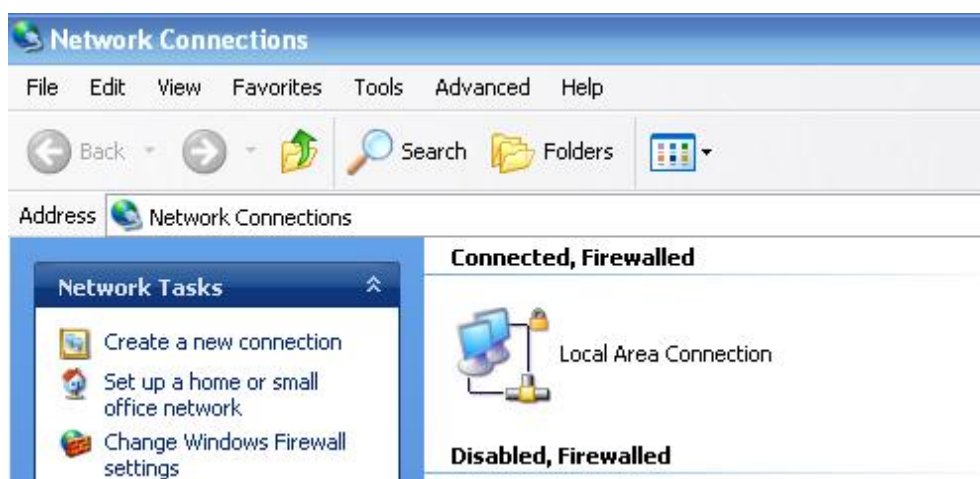 Network Connections
File Edit View Favorites Tools Advanced Help
Back Search Folders
Address Network Connections
Network Tasks
Create a new connection
Set up a home or small
office network
Change Windows Firewall
settings
Connected, Firewalled
Local Area Connection
Disabled, Firewalled